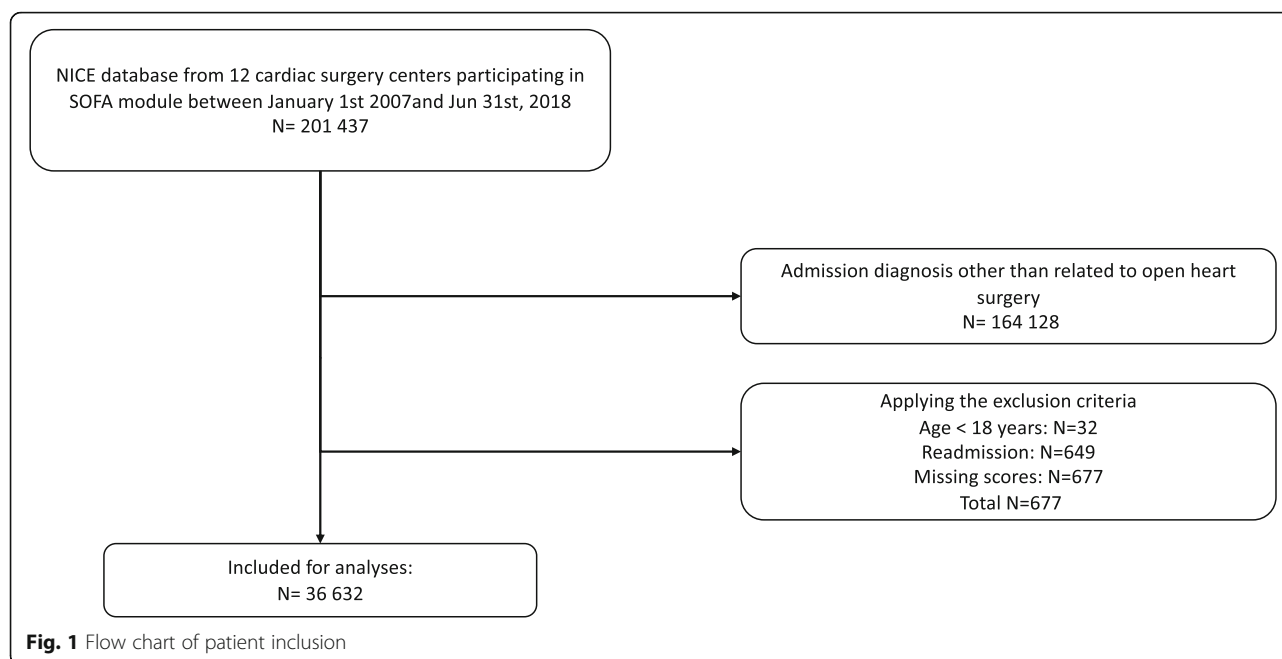 NICE database from 12 cardiac surgery centers participating in
SOFA module between January 1st 2007and Jun 31st, 2018
N= 201 437
Admission diagnosis other than related to open heart
surgery
N= 164 128
Applying the exclusion criteria
Age < 18 years: N=32
Readmission: N=649
Missing scores: N=677
Total N=677
Included for analyses:
N= 36 632
Fig. 1 Flow chart of patient inclusion